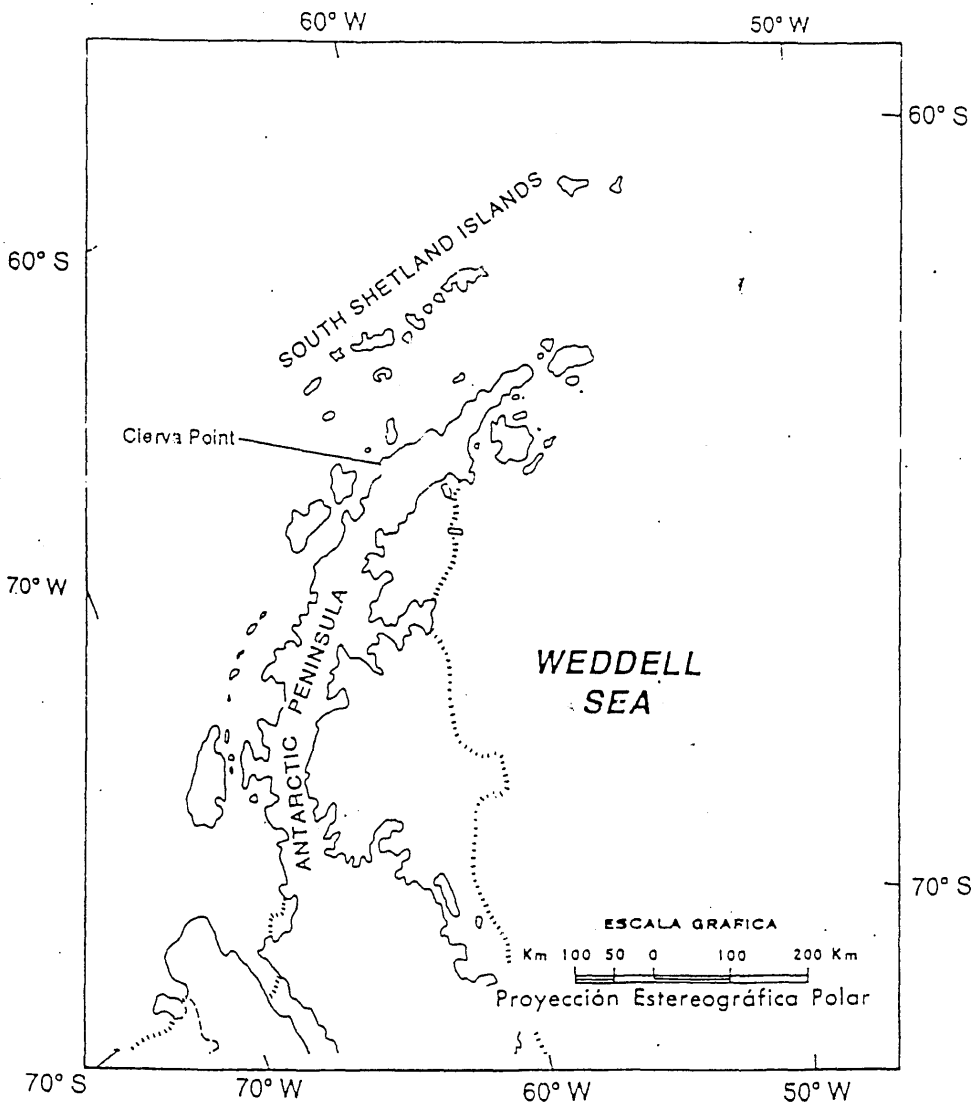 60° W
50° W
60° S
SOUTH SHETLAND ISLANDS
60° S
Cierva Point
70° W
ANTARCTIC PENINSULA
WEDDELL
SEA
70° S
ESCALA GRAFICA
Km 100 50 0 100 200 Km
Proyección Estereográfica Polar
70° S
70° W
60° W
50° W